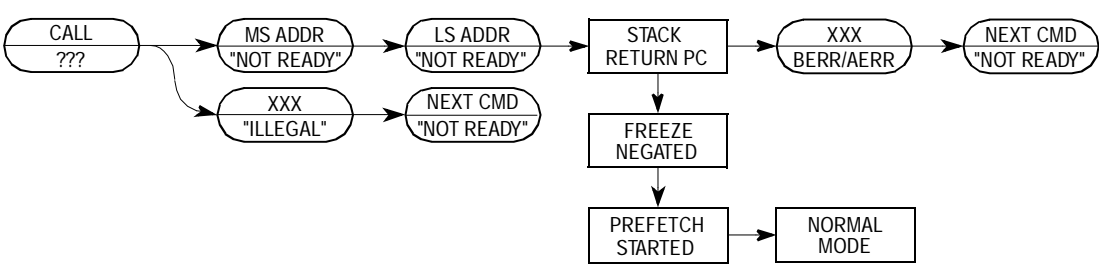 CALL
???
MS ADDR
"NOT READY"
LS ADDR
"NOT READY"
STACK
RETURN PC
XXX
BERR/AERR
NEXT CMD
"NOT READY"
XXX
"ILLEGAL"
NEXT CMD
"NOT READY"
FREEZE
NEGATED
PREFETCH
STARTED
NORMAL
MODE